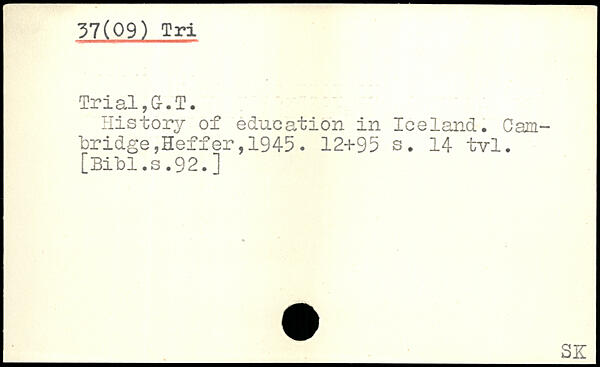 37(09) Tri
Trial,G.T.
History of education in Iceland. Cam-
bridge,Heffer,1945. 12+95 s. 14 tvl.
[Bibl.s.92.]
SK